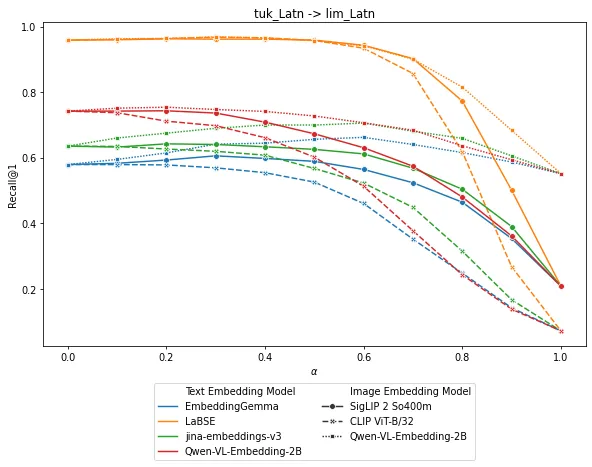 tuk_Latn -> lim_Latn
1.0
0.8
0.6
0.4
0.2
Recall@1
0.0 0.2 0.4 0.6 0.8 1.0
α
Text Embedding Model Image Embedding Model
EmbeddingGemma SigLIP 2 So400m
LaBSE CLIP ViT-B/32
jina-embeddings-v3 Qwen-VL-Embedding-2B
Qwen-VL-Embedding-2B